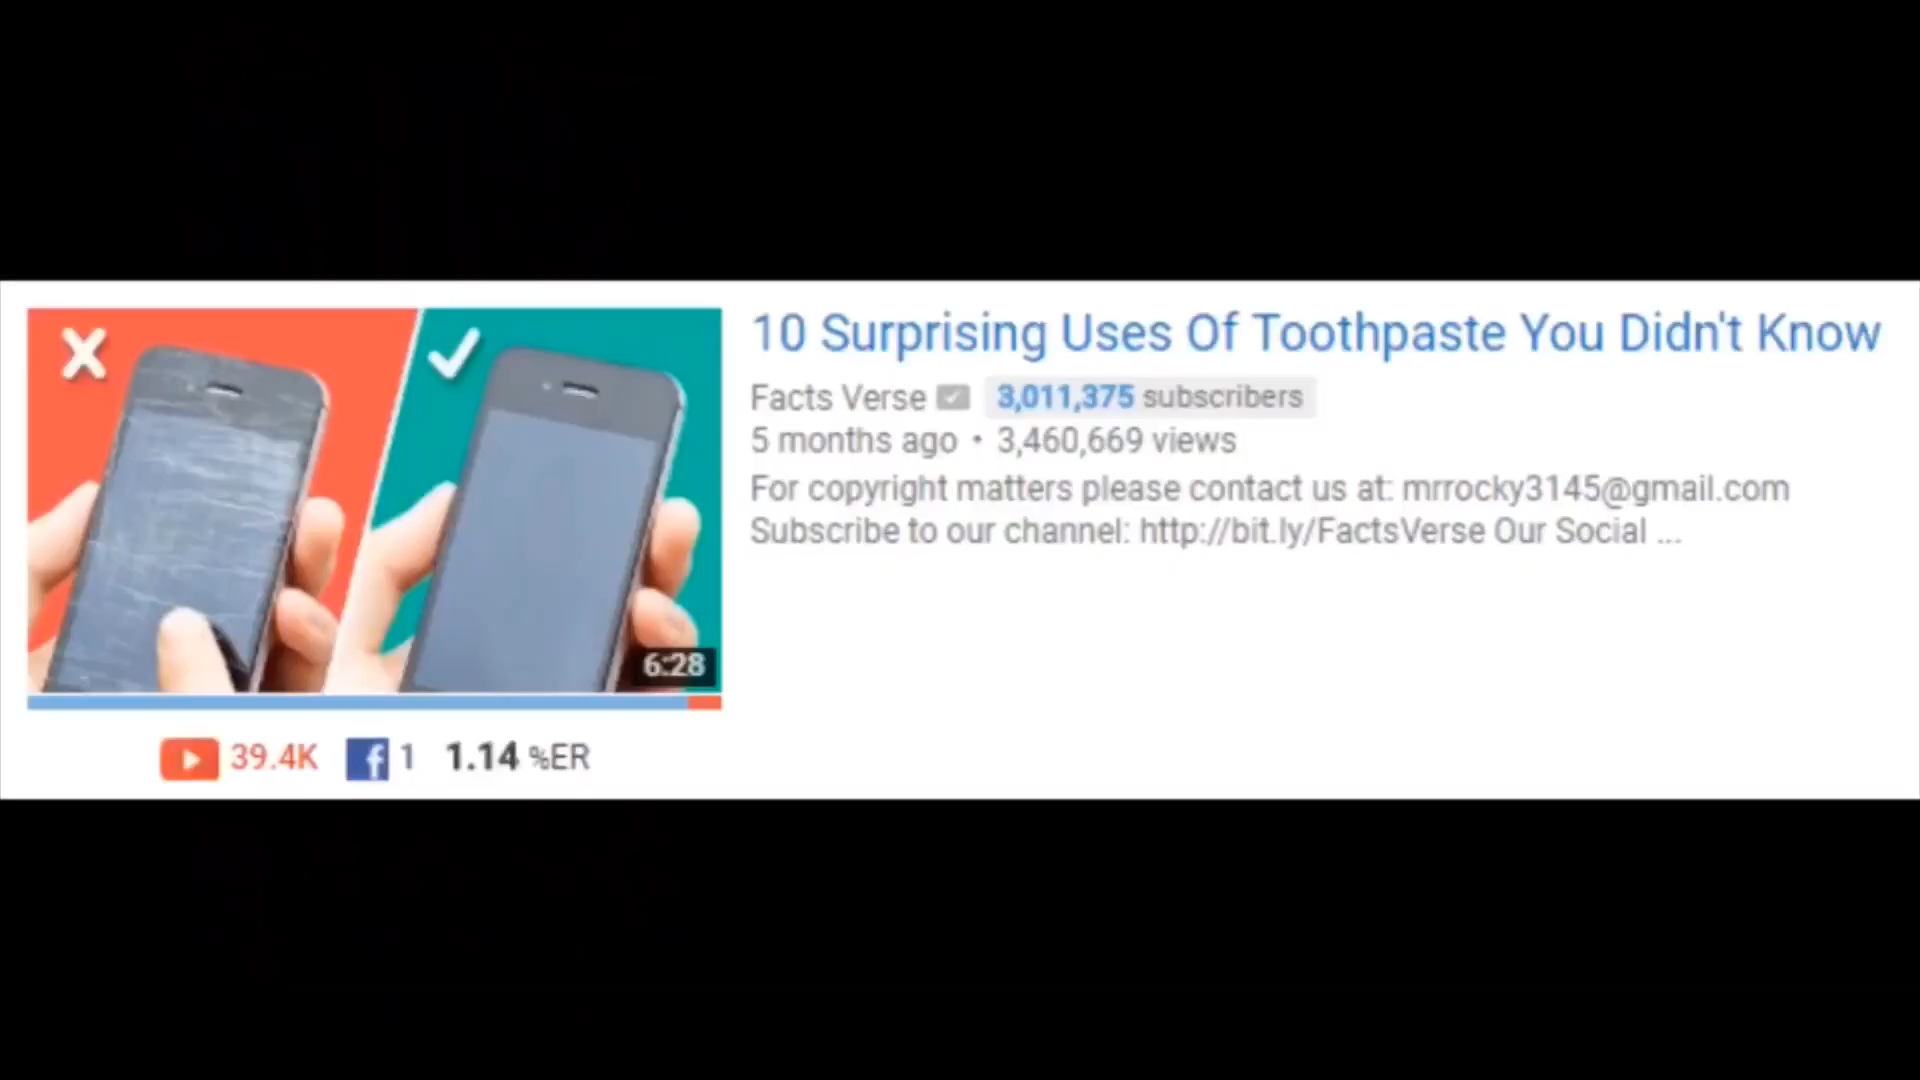 10 Surprising Uses Of Toothpaste You Didn't Know
Facts Verse 3,011,375 subscribers
5 months ago • 3,460,669 views
For copyright matters please contact us at: mrrocky3145@gmail.com
Subscribe to our channel: http://bit.ly/FactsVerse Our Social ...
6:28
39.4K f 1 1.14 %ER